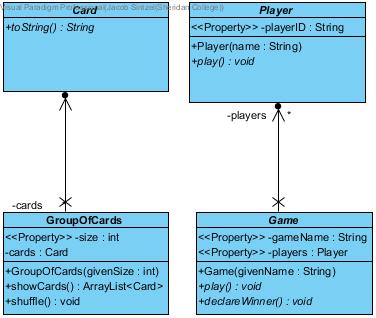 Visual Paradigm Professional(Jacob Sintzel(Sheridan College))
Card
+toString() : String
Player
<<Property>> -playerID : String
+Player(name : String)
+play() : void
-players
*
-cards
GroupOfCards
<<Property>> -size : int
-cards : Card
+GroupOfCards(givenSize : int)
+showCards() : ArrayList<Card>
+shuffle() : void
Game
<<Property>> -gameName : String
<<Property>> -players : Player
+Game(givenName : String)
+play() : void
+declareWinner() : void